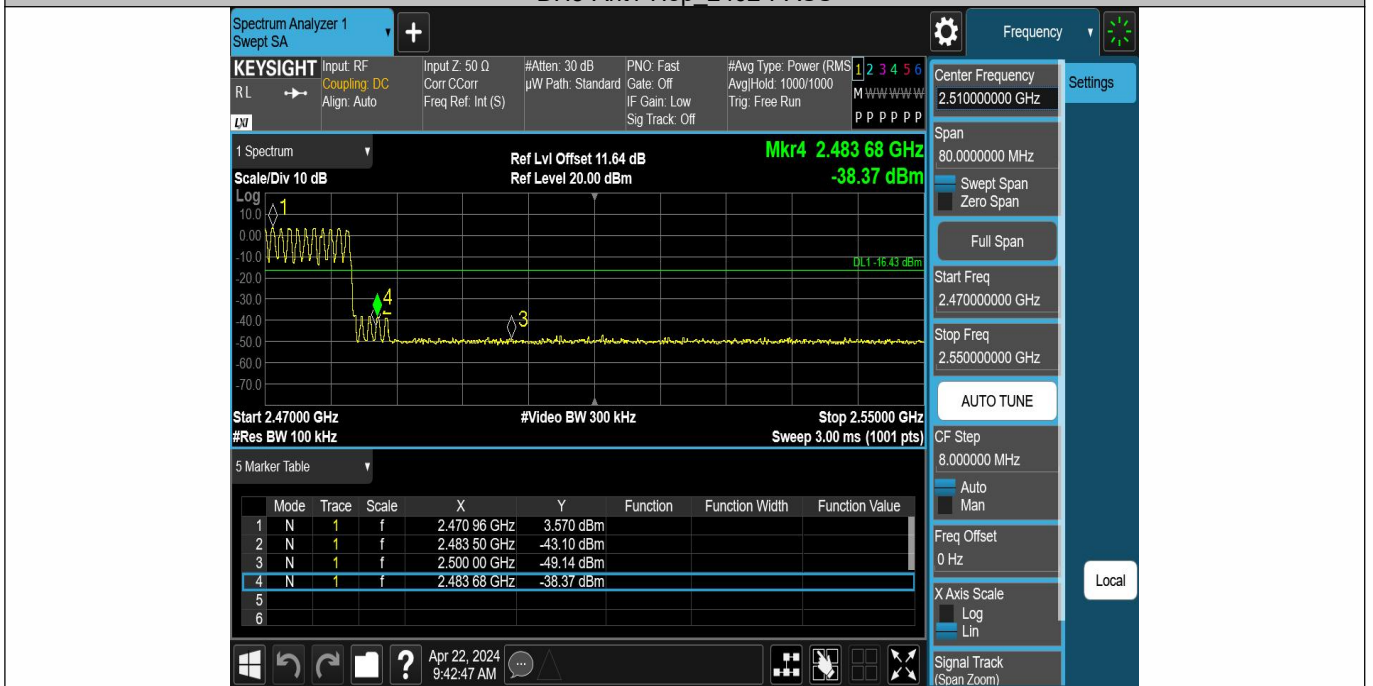 Spectrum Analyzer 1
Swept SA
+
Frequency
KEYSIGHT
RL
LXI
Input: RF
Coupling: DC
Align: Auto
Input Z: 50 Ω
Corr CCorr
Freq Ref: Int (S)
#Atten: 30 dB
µW Path: Standard
PNO: Fast
Gate: Off
IF Gain: Low
Sig Track: Off
#Avg Type: Power (RMS
Avg|Hold: 1000/1000
Trig: Free Run
1 2 3 4 5 6
M W W W W W
P P P P P P
1 Spectrum
Scale/Div 10 dB
Ref Lvl Offset 11.64 dB
Ref Level 20.00 dBm
Mkr4 2.483 68 GHz
-38.37 dBm
Log
10.0
0.00
-10.0
-20.0
-30.0
-40.0
-50.0
-60.0
-70.0
1
4
3
DL1 -16.43 dBm
Start 2.47000 GHz
#Video BW 300 kHz
Stop 2.55000 GHz
#Res BW 100 kHz
Sweep 3.00 ms (1001 pts)
5 Marker Table
Mode Trace Scale X Y Function Function Width Function Value
1 N 1 f 2.470 96 GHz 3.570 dBm
2 N 1 f 2.483 50 GHz -43.10 dBm
3 N 1 f 2.500 00 GHz -49.14 dBm
4 N 1 f 2.483 68 GHz -38.37 dBm
5
6
?
Apr 22, 2024
9:42:47 AM
Center Frequency
2.510000000 GHz
Settings
Span
80.0000000 MHz
Swept Span
Zero Span
Full Span
Start Freq
2.470000000 GHz
Stop Freq
2.550000000 GHz
AUTO TUNE
CF Step
8.000000 MHz
Auto
Man
Freq Offset
0 Hz
Local
X Axis Scale
Log
Lin
Signal Track
(Span Zoom)